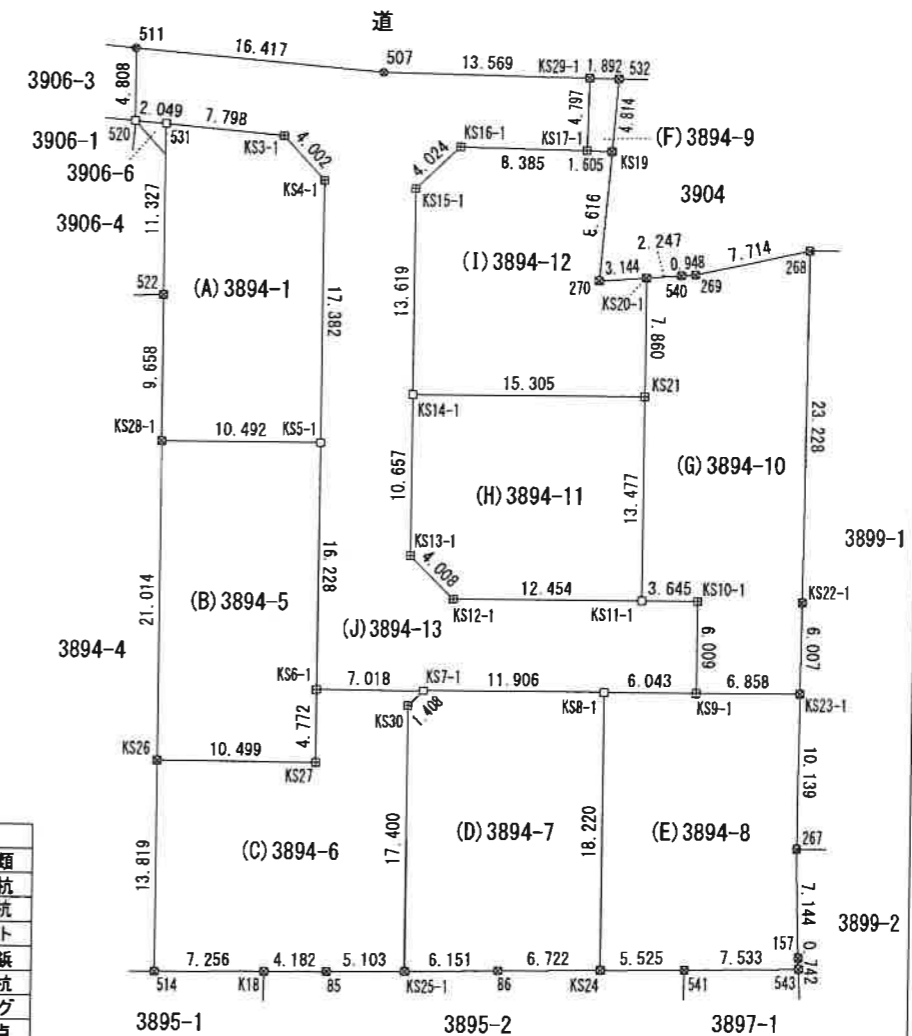 道
511
16.417
507
13.569
KS29-1
1.892
532
3906-3
4.808
4.797
4.814
(F)3894-9
2.049
7.798
520
531
KS3-1
4.002
KS4-1
KS16-1
KS17-1
8.385
1.605
KS19
3906-1
3906-6
4.024
KS15-1
3904
3906-4
11.327
5.616
2.247
0.948
7.714
268
(I)3894-12
3.144
270
KS20-1
540
269
(A)3894-1
522
17.382
13.619
7.860
9.658
15.305
KS14-1
KS21
KS28-1
10.492
KS5-1
23.228
(G)3894-10
10.657
(H)3894-11
13.477
3899-1
16.228
KS13-1
4.008
21.014
(B)3894-5
12.454
3.645
KS10-1
KS12-1
KS11-1
KS22-1
(J)3894-13
9.009
6.007
3894-4
KS6-1
7.018
KS7-1
11.906
6.043
6.858
KS30
1.408
KS8-1
KS9-1
KS23-1
4.772
KS26
10.499
KS27
10.139
(D)3894-7
(E)3894-8
(C)3894-6
17.400
18.220
267
13.819
類
杭
杭
ト
鋲
杭
グ
点
7.144
3899-2
157
0.742
7.256
4.182
5.103
6.151
6.722
5.525
7.533
514
K18
85
KS25-1
86
KS24
541
543
3895-1
3895-2
3897-1